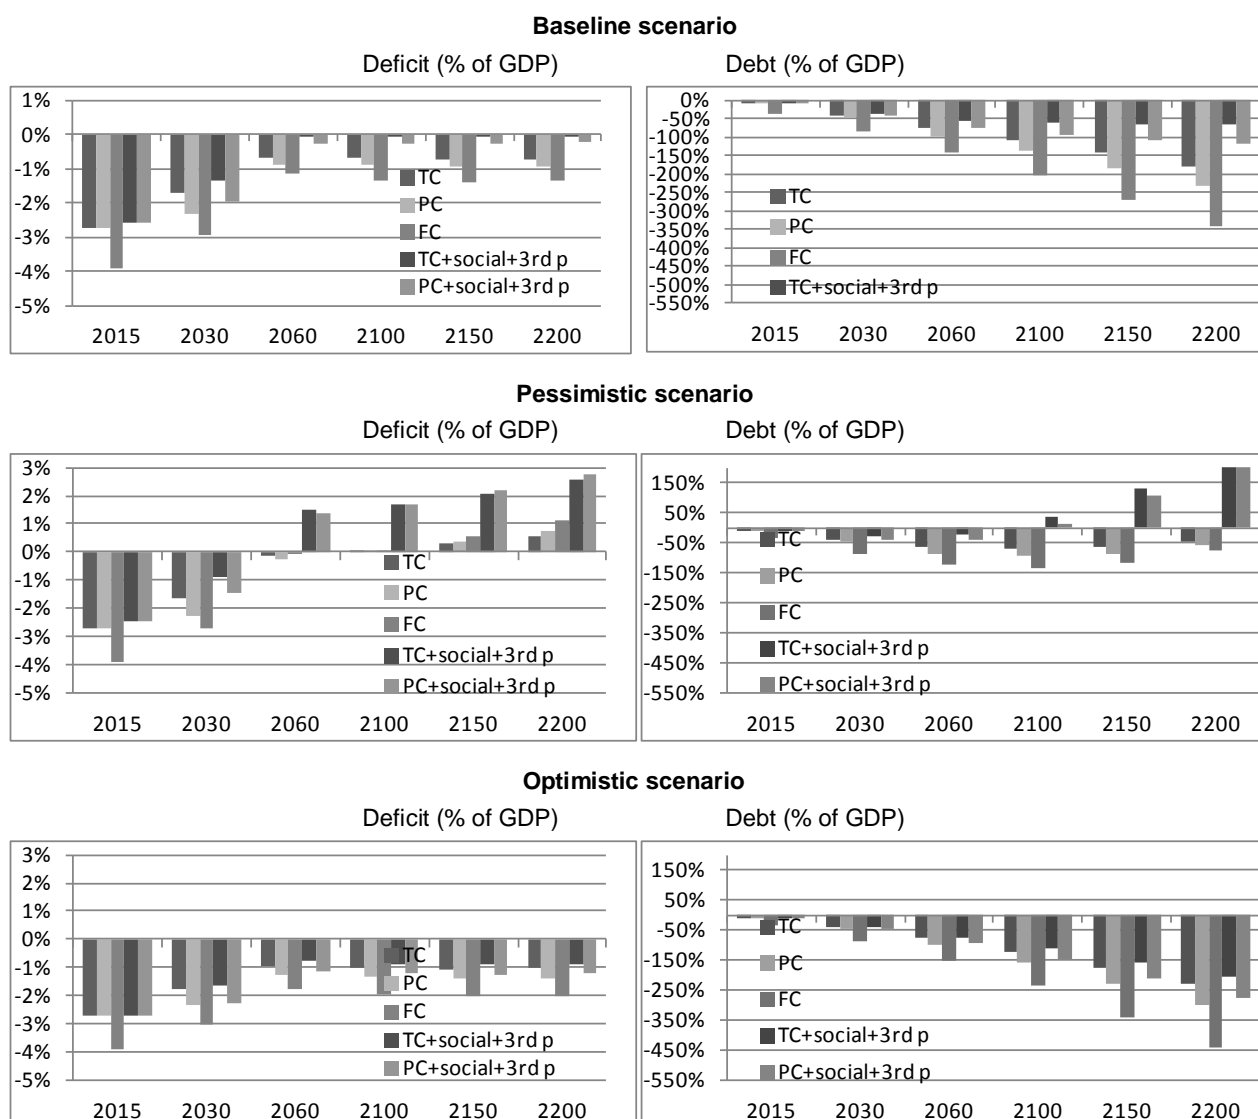 Baseline scenario
Deficit (% of GDP)
Debt (% of GDP)
1%
0%
-1%
-2%
-3%
-4%
-5%
TC
PC
FC
TC+social+3rd p
PC+social+3rd p
2015 2030 2060 2100 2150 2200
0%
-50%
-100%
-150%
-200%
-250%
-300%
-350%
-400%
-450%
-500%
-550%
TC
PC
FC
TC+social+3rd p
2015 2030 2060 2100 2150 2200
Pessimistic scenario
Deficit (% of GDP)
Debt (% of GDP)
3%
2%
1%
0%
-1%
-2%
-3%
-4%
-5%
TC
PC
FC
TC+social+3rd p
PC+social+3rd p
2015 2030 2060 2100 2150 2200
150%
50%
-50%
-150%
-250%
-350%
-450%
-550%
TC
PC
FC
TC+social+3rd p
PC+social+3rd p
2015 2030 2060 2100 2150 2200
Optimistic scenario
Deficit (% of GDP)
Debt (% of GDP)
3%
2%
1%
0%
-1%
-2%
-3%
-4%
-5%
TC
PC
FC
TC+social+3rd p
PC+social+3rd p
2015 2030 2060 2100 2150 2200
150%
50%
-50%
-150%
-250%
-350%
-450%
-550%
TC
PC
FC
TC+social+3rd p
PC+social+3rd p
2015 2030 2060 2100 2150 2200